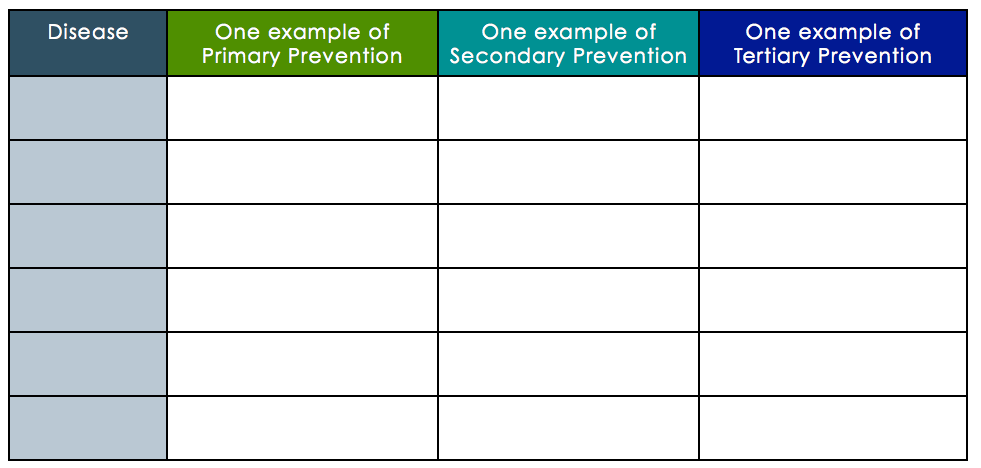 Disease
One example of
Primary Prevention
One example of
Secondary Prevention
One example of
Tertiary Prevention